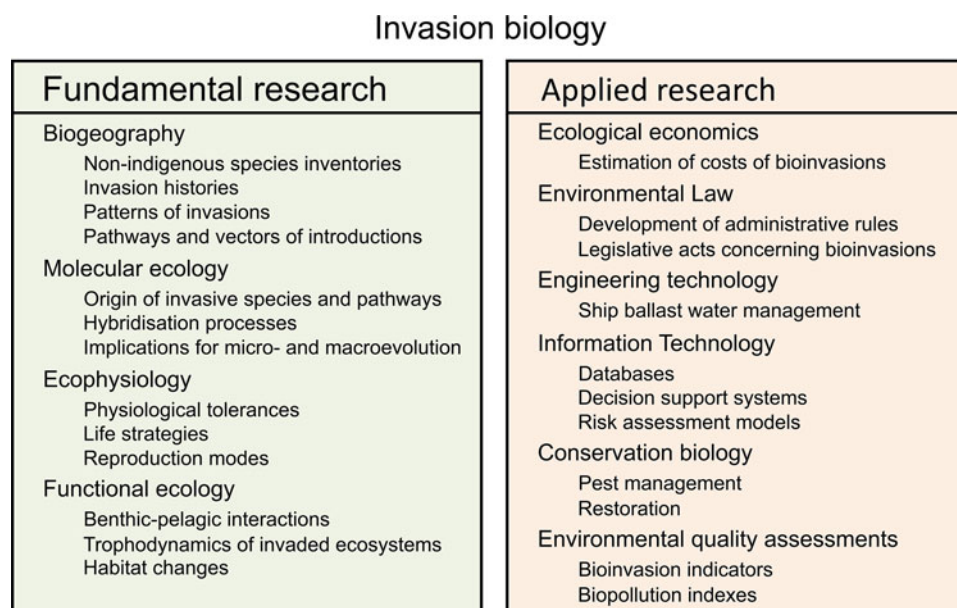 Invasion biology
Fundamental research
Biogeography
Non-indigenous species inventories
Invasion histories
Patterns of invasions
Pathways and vectors of introductions
Molecular ecology
Origin of invasive species and pathways
Hybridisation processes
Implications for micro- and macroevolution
Ecophysiology
Physiological tolerances
Life strategies
Reproduction modes
Functional ecology
Benthic-pelagic interactions
Trophodynamics of invaded ecosystems
Habitat changes
Applied research
Ecological economics
Estimation of costs of bioinvasions
Environmental Law
Development of administrative rules
Legislative acts concerning bioinvasions
Engineering technology
Ship ballast water management
Information Technology
Databases
Decision support systems
Risk assessment models
Conservation biology
Pest management
Restoration
Environmental quality assessments
Bioinvasion indicators
Biopollution indexes